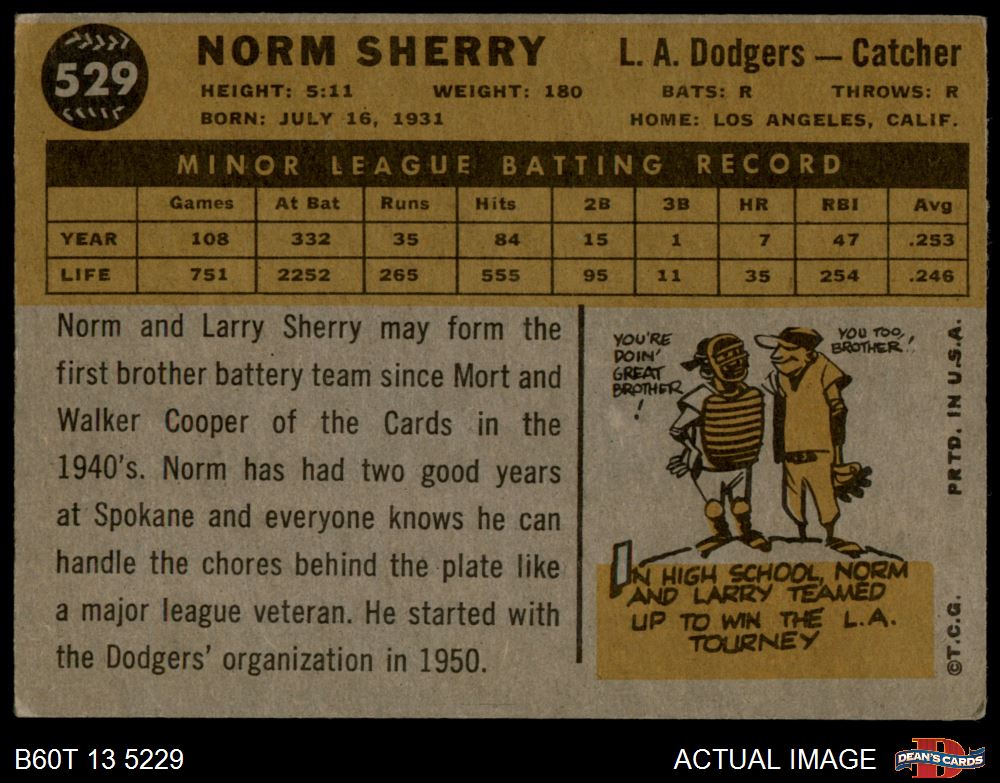 529
NORM SHERRY
L. A. Dodgers — Catcher
HEIGHT: 5:11 WEIGHT: 180 BATS: R THROWS: R
BORN: JULY 16, 1931 HOME: LOS ANGELES, CALIF.
MINOR LEAGUE BATTING RECORD
Games At Bat Runs Hits 2B 3B HR RBI Avg
YEAR 108 332 35 84 15 1 7 47 .253
LIFE 751 2252 265 555 95 11 35 254 .246
Norm and Larry Sherry may form the
first brother battery team since Mort and
Walker Cooper of the Cards in the
1940's. Norm has had two good years
at Spokane and everyone knows he can
handle the chores behind the plate like
a major league veteran. He started with
the Dodgers' organization in 1950.
YOU'RE
DOIN'
GREAT
BROTHER
!
YOU TOO,
BROTHER!
IN HIGH SCHOOL, NORM
AND LARRY TEAMED
UP TO WIN THE L.A.
TOURNEY
©T.C.G. PRTD. IN U.S.A.
B60T 13 5229
ACTUAL IMAGE
D
DEAN'S CARDS